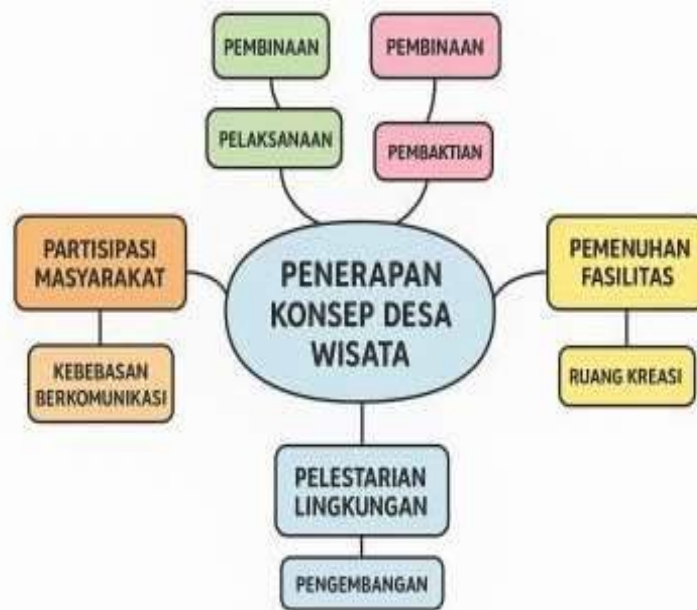 PEMBINAAN
PELAKSANAAN
PEMBINAAN
PEMBAKTIAN
PARTISIPASI
MASYARAKAT
KEBEBASAN
BERKOMUNIKASI
PENERAPAN
KONSEP DESA
WISATA
PEMENUHAN
FASILITAS
RUANG KREASI
PELESTARIAN
LINGKUNGAN
PENGEMBANGAN